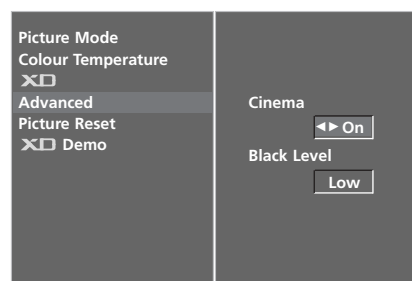 Picture Mode
Colour Temperature
XD
Advanced
Picture Reset
XD Demo
Cinema
◄► On
Black Level
Low